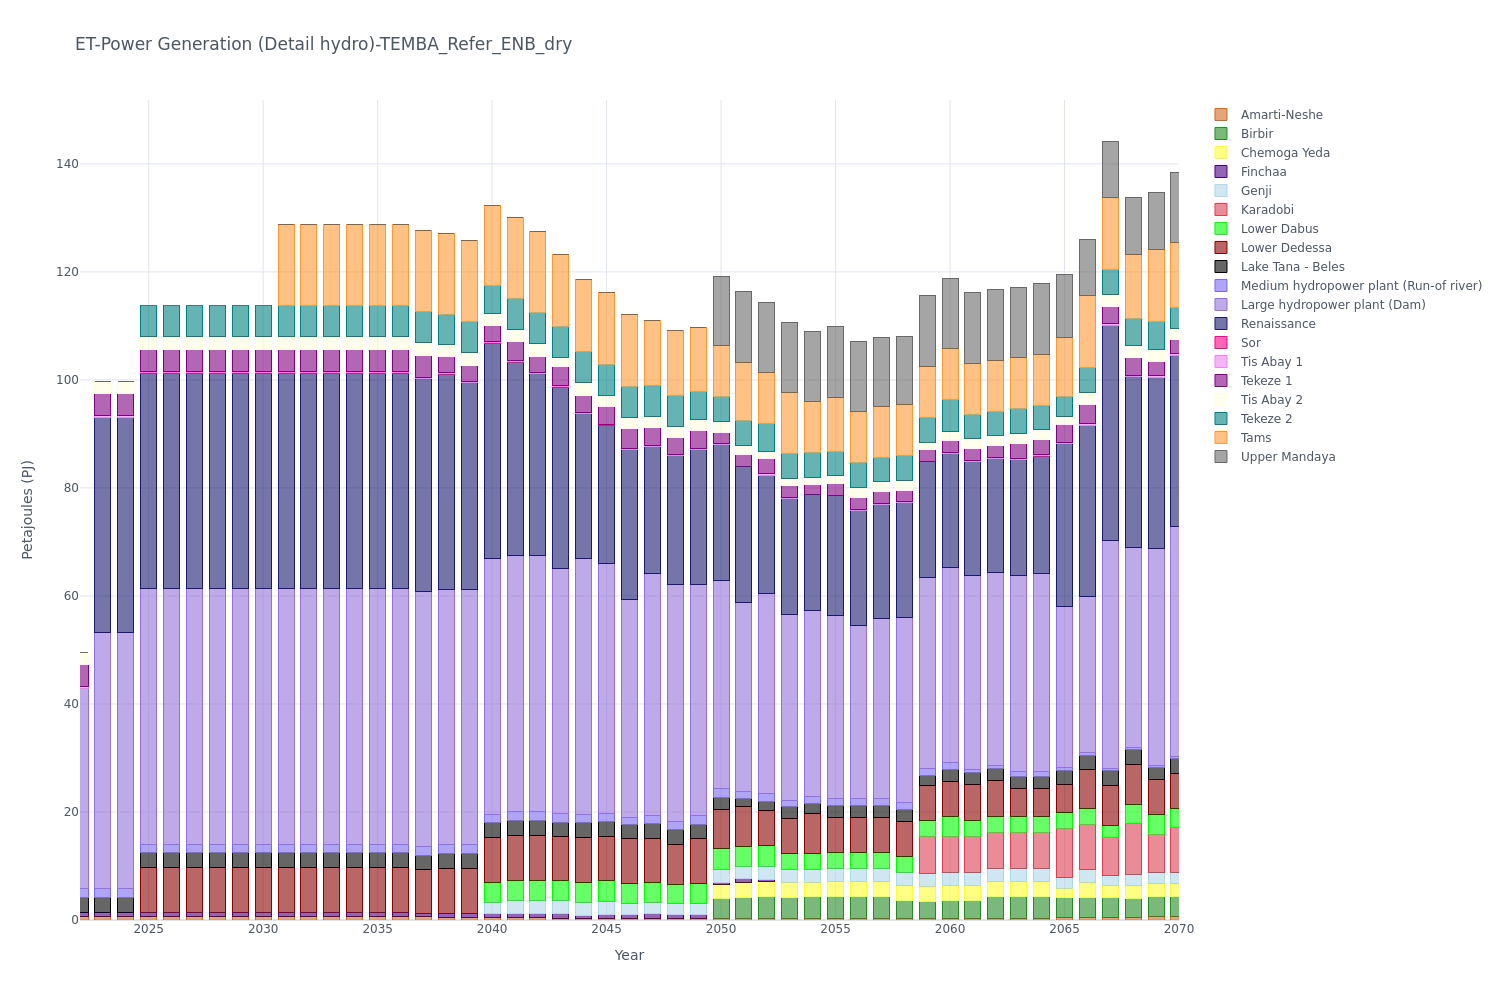 ET-Power Generation (Detail hydro)-TEMBA_Refer_ENB_dry
Petajoules (PJ)
140
120
100
80
60
40
20
0
2025
2030
2035
2040
2045
2050
2055
2060
2065
2070
Year
Amarti-Neshe
Birbir
Chemoga Yeda
Finchaa
Genji
Karadobi
Lower Dabus
Lower Dedessa
Lake Tana - Beles
Medium hydropower plant (Run-of river)
Large hydropower plant (Dam)
Renaissance
Sor
Tis Abay 1
Tekeze 1
Tis Abay 2
Tekeze 2
Tams
Upper Mandaya